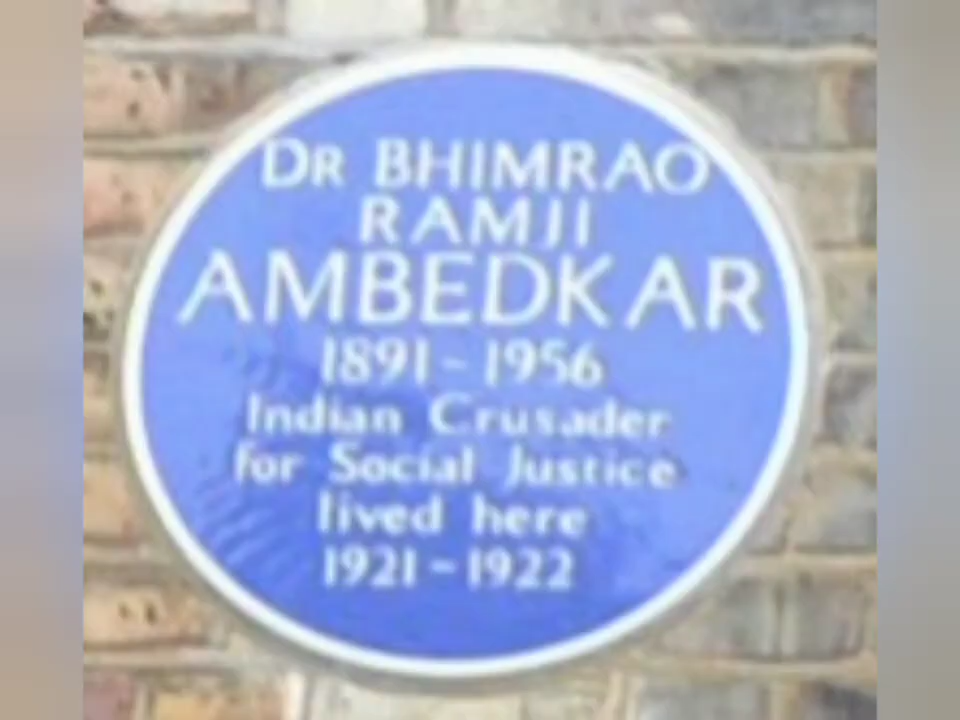 DR BHIMRAO
RAMJI
AMBEDKAR
1891-1956
Indian Crusader
for Social Justice
lived here
1921-1922